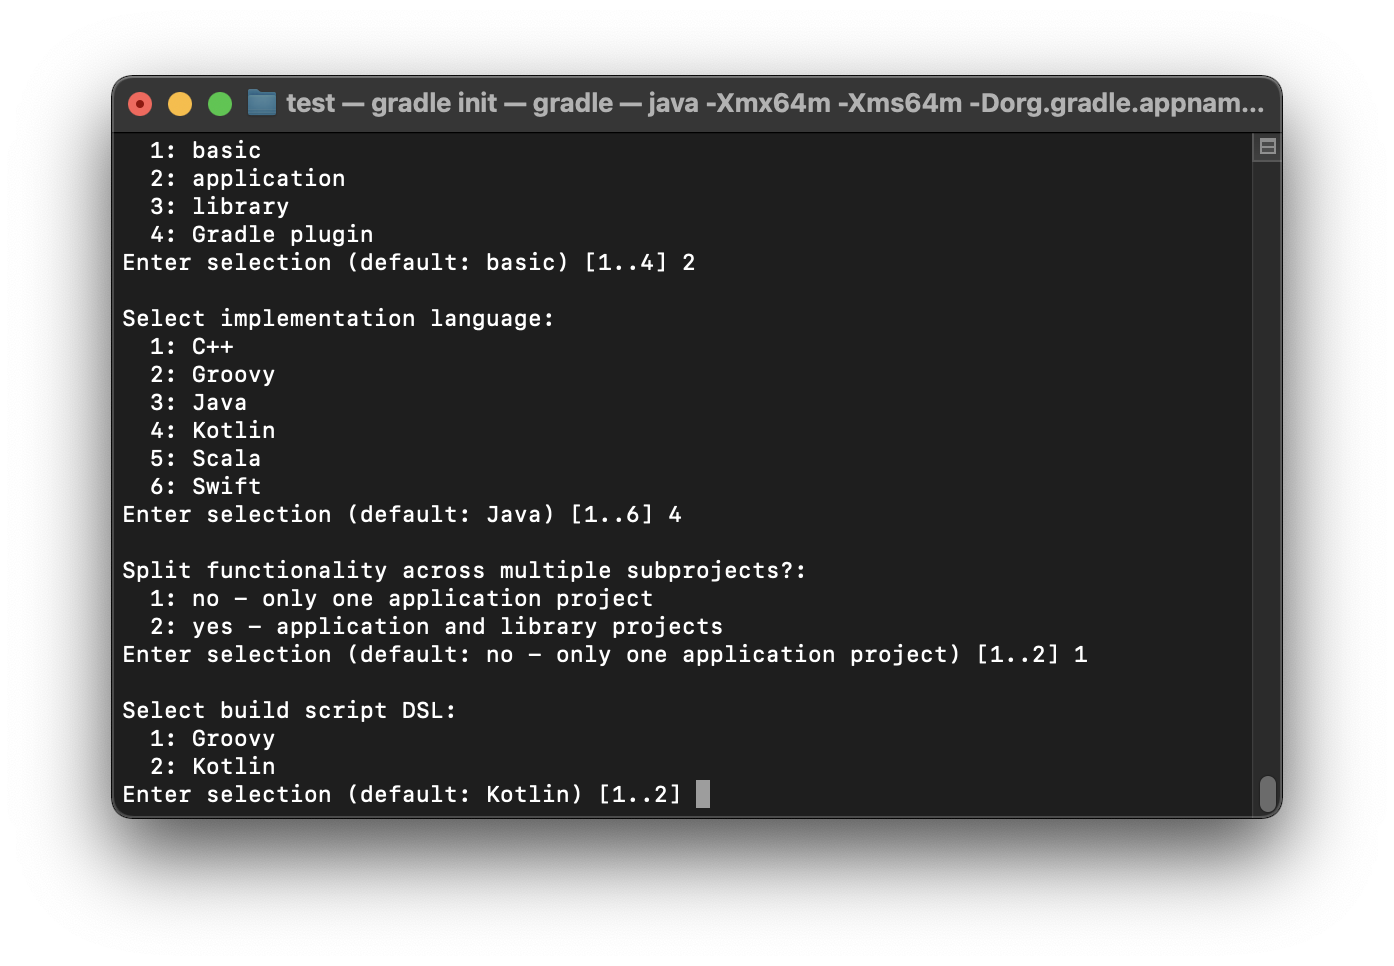 test — gradle init — gradle — java -Xmx64m -Xms64m -Dorg.gradle.appnam...
1: basic
2: application
3: library
4: Gradle plugin
Enter selection (default: basic) [1..4] 2
Select implementation language:
1: C++
2: Groovy
3: Java
4: Kotlin
5: Scala
6: Swift
Enter selection (default: Java) [1..6] 4
Split functionality across multiple subprojects?:
1: no - only one application project
2: yes - application and library projects
Enter selection (default: no - only one application project) [1..2] 1
Select build script DSL:
1: Groovy
2: Kotlin
Enter selection (default: Kotlin) [1..2]